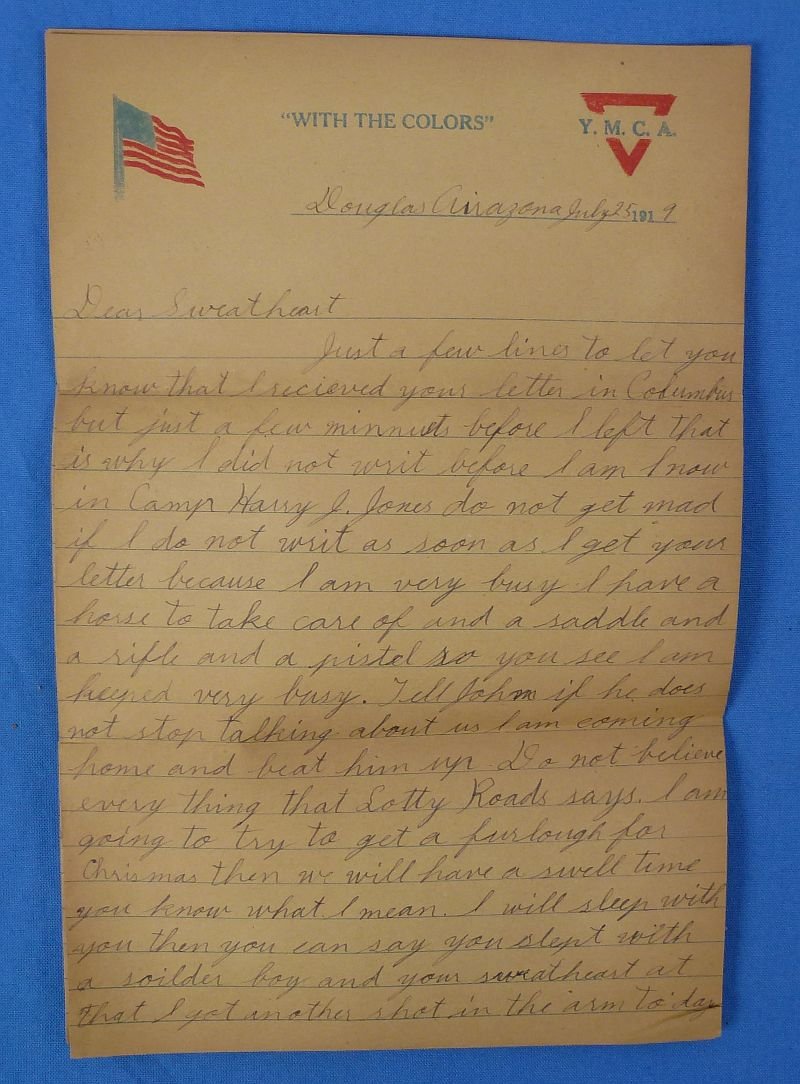 "WITH THE COLORS"
Y. M. C. A.
Douglas Airazona July 25 1919
Dear Sweatheart
Just a few lines to let you
know that I recieved your letter in Columbus
but just a few minnuets before I left that
is why I did not writ before I am know
in Camp Harry J. Jones do not get mad
if I do not writ as soon as I get your
letter because I am very busy I have a
horse to take care of and a saddle and
a rifle and a pistel so you see I am
keeped very busy. Tell John if he does
not stop talking about us I am coming
home and beat him up Do not believe
every thing that Lotty Roads says. I am
going to try to get a furlough for
Chrismas then we will have a swell time
you know what I mean. I will sleep with
you then you can say you slept with
a soilder boy and your sweatheart at
that I got another shot in the arm to day